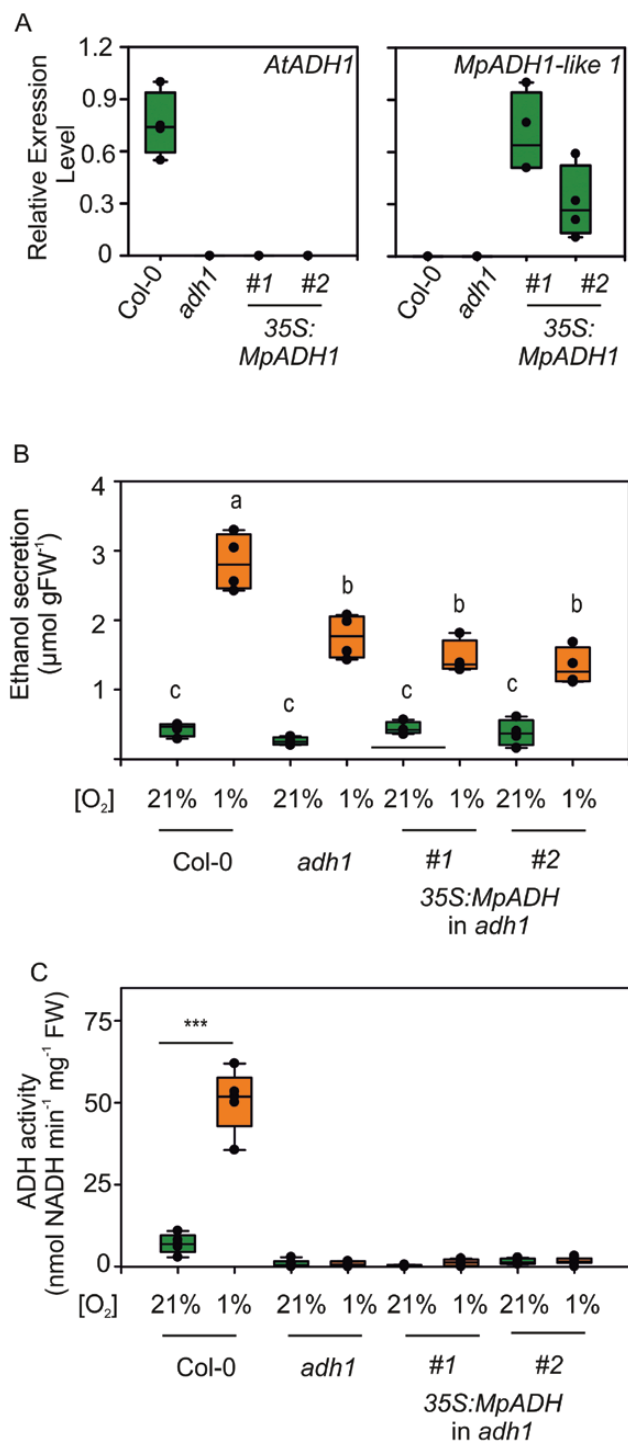 A
AtADH1
MpADH1-like 1
Relative Exression
Level
1.2
0.9
0.6
0.3
0
Col-0
adh1
#1
#2
35S:
MpADH1
Col-0
adh1
#1
#2
35S:
MpADH1
B
Ethanol secretion
(µmol gFW⁻¹)
4
3
2
1
a
b
b
b
c
c
c
c
[O₂]
21% 1% 21% 1% 21% 1% 21% 1%
Col-0 adh1 #1 #2
35S:MpADH
in adh1
C
ADH activity
(nmol NADH min⁻¹ mg⁻¹ FW)
75
50
25
0
***
[O₂]
21% 1% 21% 1% 21% 1% 21% 1%
Col-0 adh1 #1 #2
35S:MpADH
in adh1